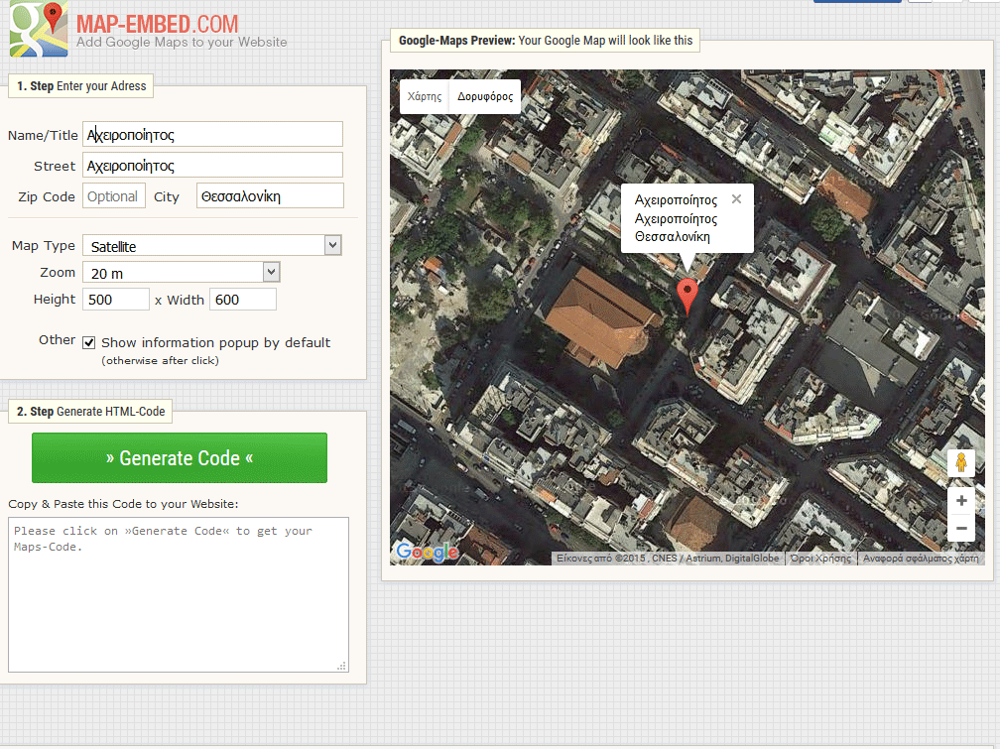 MAP-EMBED.COM
Add Google Maps to your Website
1. Step Enter your Adress
Name/Title Αχειροποίητος
Street Αχειροποίητος
Zip Code Optional City Θεσσαλονίκη
Map Type Satellite
Zoom 20 m
Height 500 x Width 600
Other Show information popup by default
(otherwise after click)
2. Step Generate HTML-Code
» Generate Code «
Copy & Paste this Code to your Website:
Please click on »Generate Code« to get your
Maps-Code.
Google-Maps Preview: Your Google Map will look like this
Χάρτης Δορυφόρος
Αχειροποίητος
Αχειροποίητος
Θεσσαλονίκη
Google
Είκονες από ©2015 , CNES / Astrium, DigitalGlobe Όροι Χρήσης Αναφορά σφάλματος χάρτη